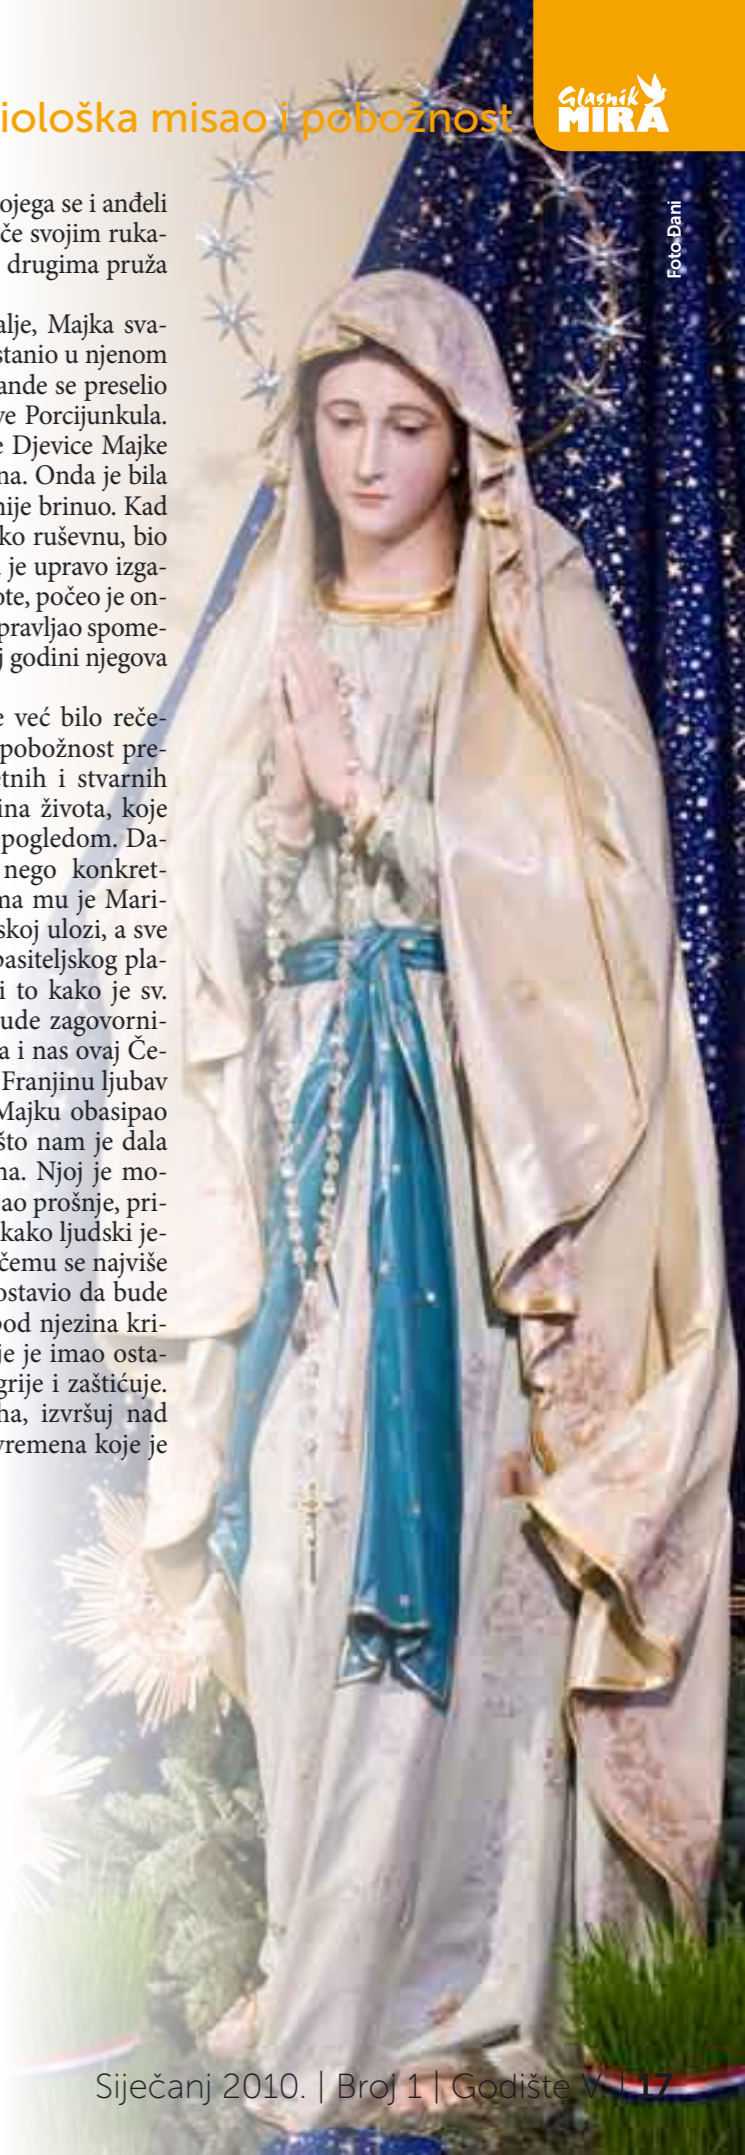 iološka misao i pobožnost
Glasnik
MIRA
Foto Đani
ojega se i anđeli
če svojim ruka-
drugima pruža
alje, Majka sva-
stanio u njenom
ande se preselio
ve Porcijunkula.
e Djevice Majke
na. Onda je bila
nije brinuo. Kad
ko ruševnu, bio
je upravo izga-
ote, počeo je on-
pravljao spome-
j godini njegova
e već bilo reče-
pobožnost pre-
etnih i stvarnih
ina života, koje
pogledom. Da-
nego konkret-
ma mu je Mari-
skoj ulozi, a sve
pasiteljskog pla-
i to kako je sv.
ude zagovorni-
a i nas ovaj Če-
Franjinu ljubav
Majku obasipao
što nam je dala
na. Njoj je mo-
ao prošnje, pri-
kako ljudski je-
čemu se najviše
ostavio da bude
pod njezina kri-
je je imao osta-
grije i zaštićuje.
na, izvršuj nad
vremena koje je
Siječanj 2010. | Broj 1 | Godište V. | 17